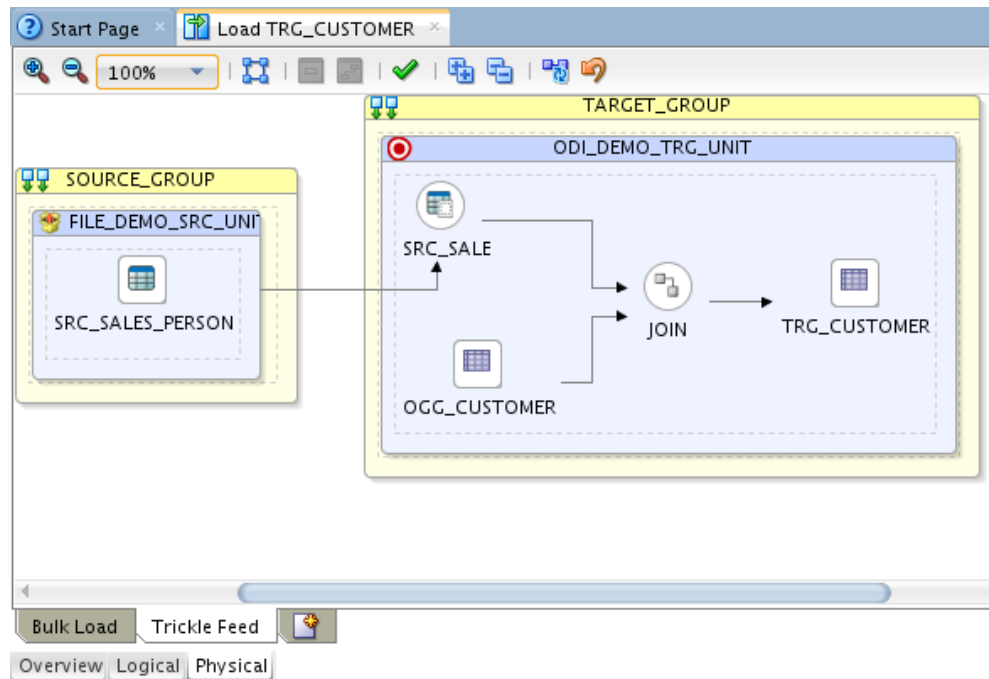 Start Page
Load TRG_CUSTOMER
100%
TARGET_GROUP
ODI_DEMO_TRG_UNIT
SOURCE_GROUP
FILE_DEMO_SRC_UNI
SRC_SALE
SRC_SALES_PERSON
JOIN
TRG_CUSTOMER
OGG_CUSTOMER
Bulk Load
Trickle Feed
Overview Logical Physical